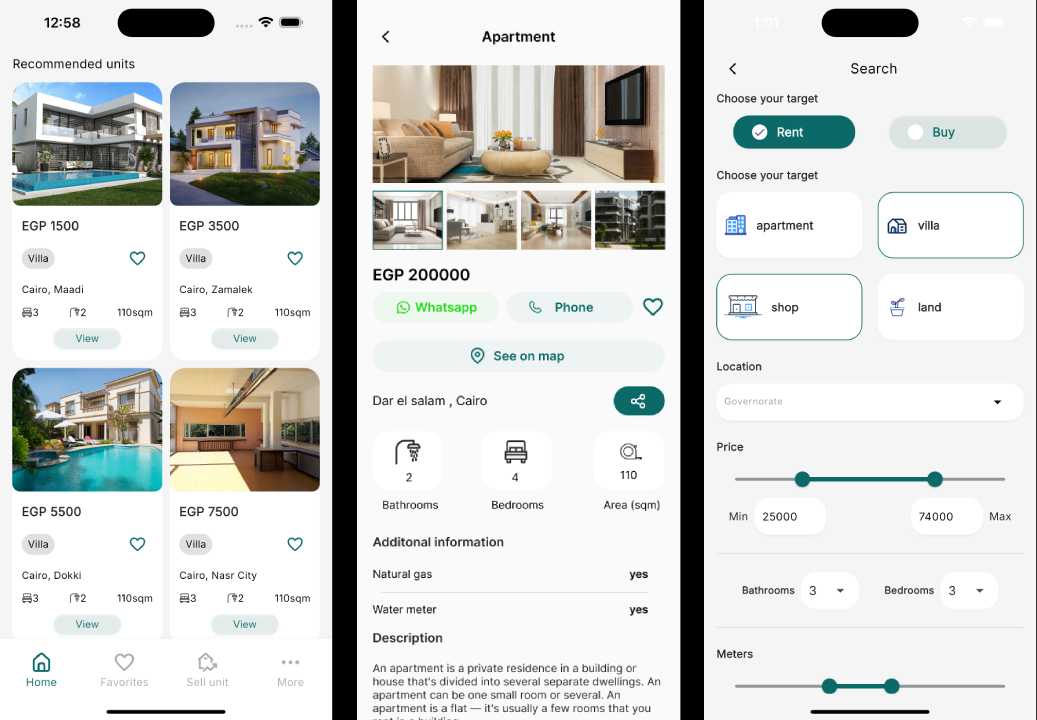 12:58
Recommended units
EGP 1500
Villa
Cairo, Maadi
3 2 110sqm
View
EGP 3500
Villa
Cairo, Zamalek
3 2 110sqm
View
EGP 5500
Villa
Cairo, Dokki
3 2 110sqm
View
EGP 7500
Villa
Cairo, Nasr City
3 2 110sqm
View
Home Favorites Sell unit More
Apartment
EGP 200000
Whatsapp Phone
See on map
Dar el salam , Cairo
2 4 110
Bathrooms Bedrooms Area (sqm)
Additonal information
Natural gas yes
Water meter yes
Description
An apartment is a private residence in a building or
house that's divided into several separate dwellings. An
apartment can be one small room or several. An
apartment is a flat — it's usually a few rooms that you
rent in a building.
1:01
Search
Choose your target
Rent Buy
Choose your target
apartment villa
shop land
Location
Governorate
Price
Min 25000 74000 Max
Bathrooms 3 Bedrooms 3
Meters